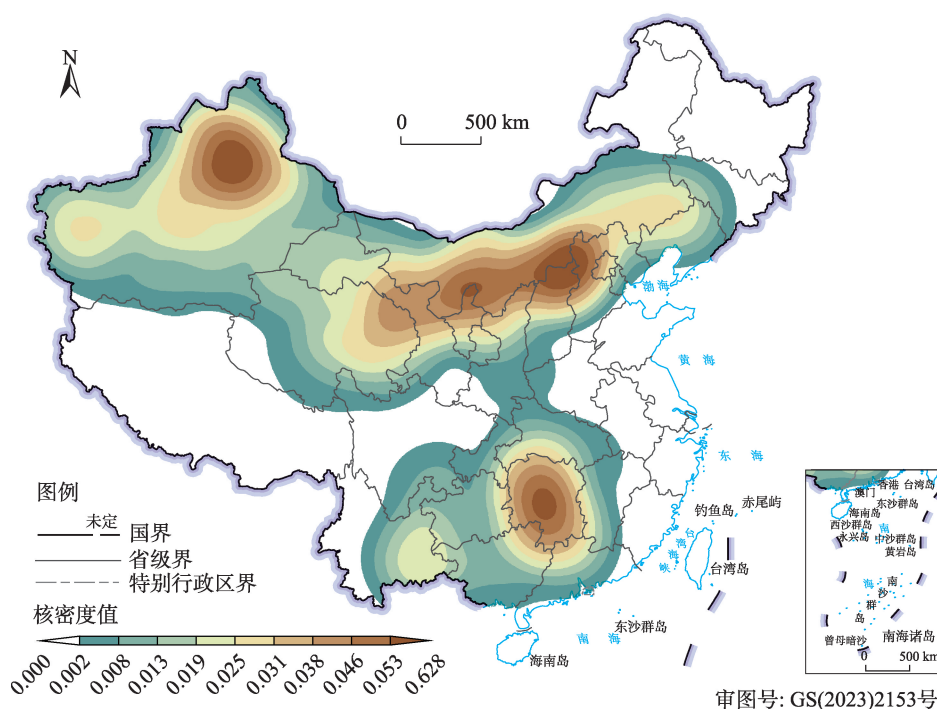 N
0 500 km
渤 海
黄 海
东 海
钓鱼岛
赤尾屿
台
湾
海
峡
台湾岛
东沙群岛
南 海
海南岛
图例
未定
国界
省级界
特别行政区界
核密度值
0.000
0.002
0.008
0.013
0.019
0.025
0.031
0.038
0.046
0.053
0.628
香港 台湾岛
澳门
东沙群岛
海南岛
南
西沙群岛
永兴岛 中沙群岛
黄岩岛
海
南
沙
群
岛
曾母暗沙
南海诸岛
0 500 km
审图号: GS(2023)2153号